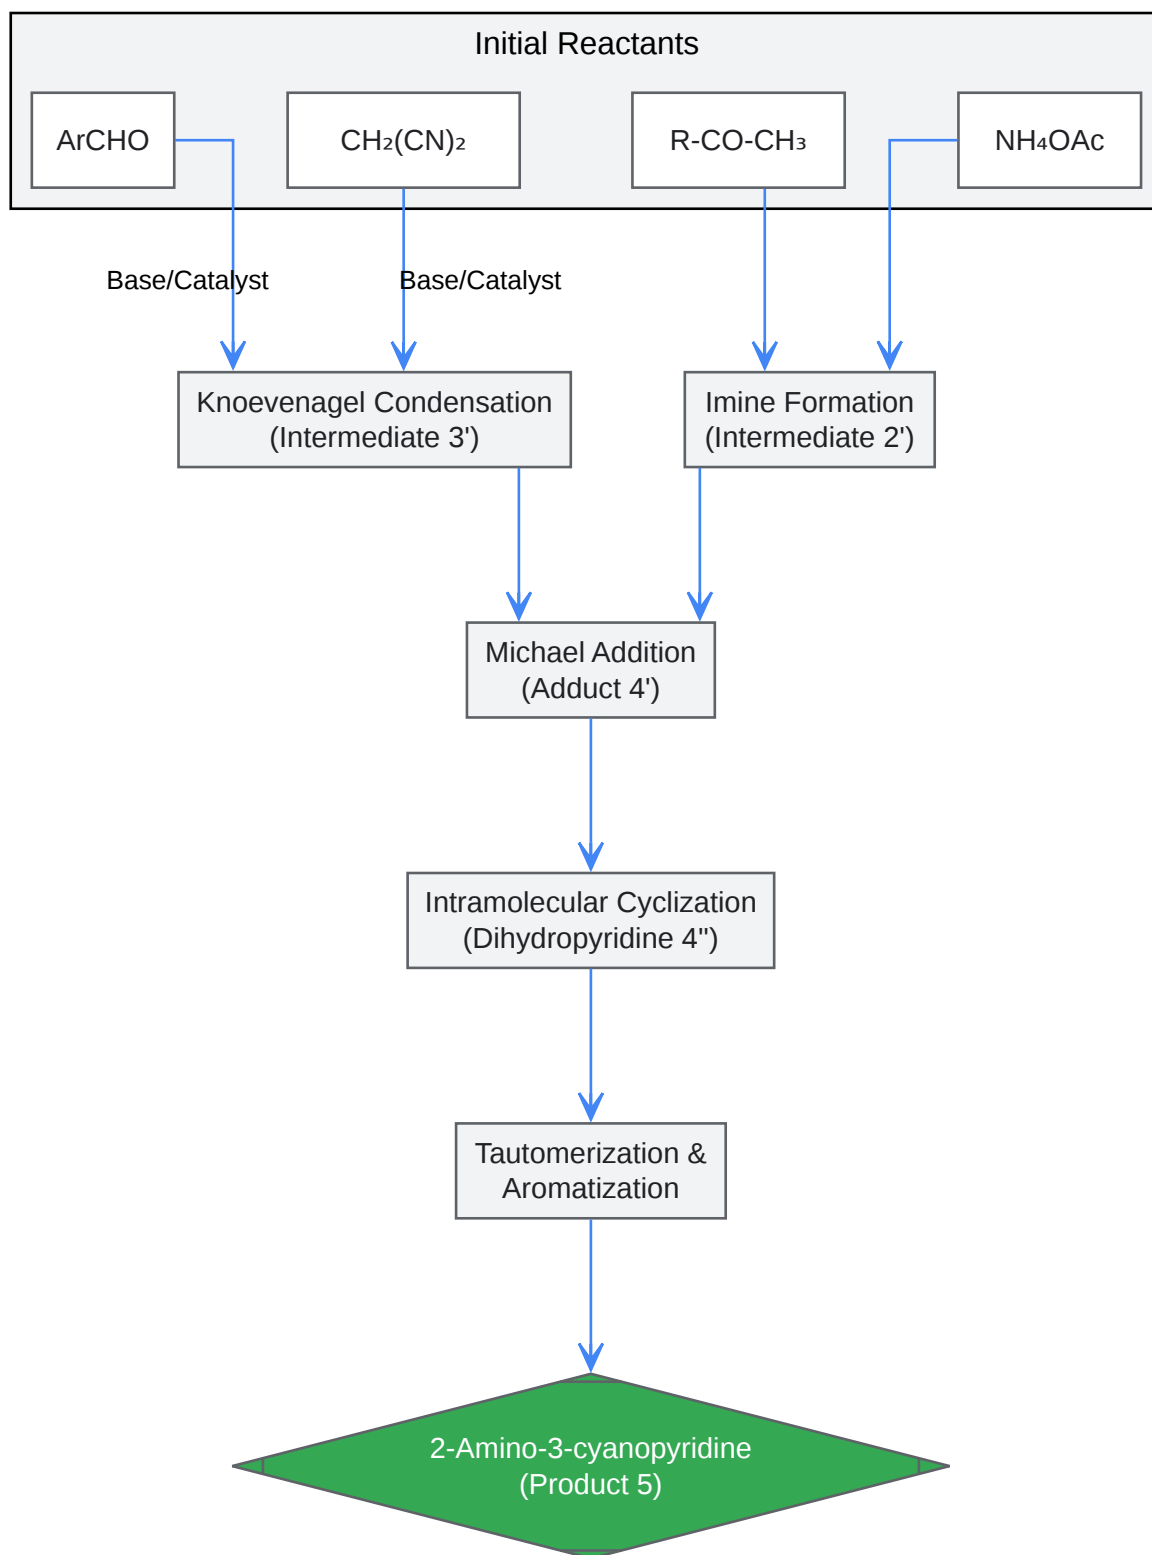 Initial Reactants
ArCHO
CH₂(CN)₂
R-CO-CH₃
NH₄OAc
Base/Catalyst
Base/Catalyst
Knoevenagel Condensation
(Intermediate 3')
Imine Formation
(Intermediate 2')
Michael Addition
(Adduct 4')
Intramolecular Cyclization
(Dihydropyridine 4'')
Tautomerization &
Aromatization
2-Amino-3-cyanopyridine
(Product 5)